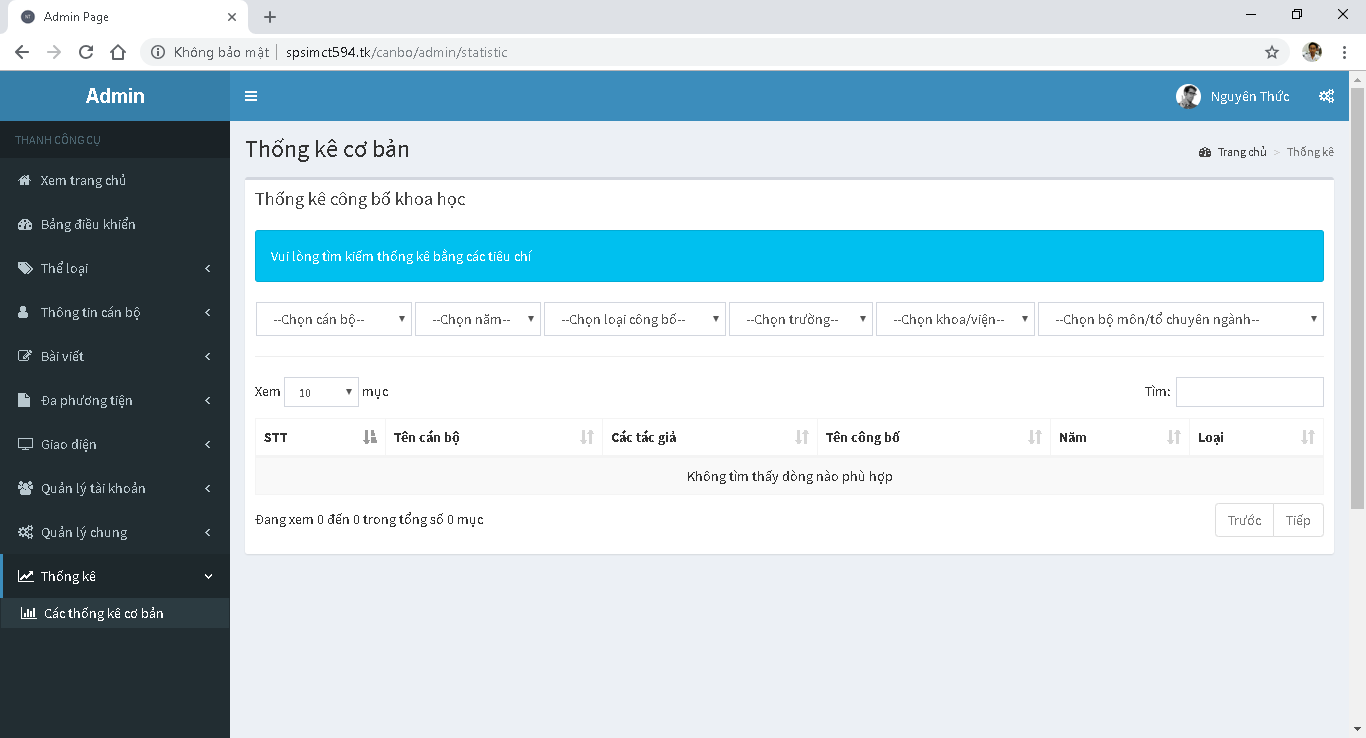 Admin Page
Không bảo mật | spsimct594.tk/canbo/admin/statistic
Admin
Nguyên Thức
THANH CÔNG CỤ
Xem trang chủ
Bảng điều khiển
Thể loại
Thông tin cán bộ
Bài viết
Đa phương tiện
Giao diện
Quản lý tài khoản
Quản lý chung
Thống kê
Các thống kê cơ bản
Thống kê cơ bản
Trang chủ > Thống kê
Thống kê công bố khoa học
Vui lòng tìm kiếm thống kê bằng các tiêu chí
--Chọn cán bộ-- --Chọn năm-- --Chọn loại công bố-- --Chọn trường-- --Chọn khoa/viện-- --Chọn bộ môn/tổ chuyên ngành--
Xem 10 mục Tìm:
STT Tên cán bộ Các tác giả Tên công bố Năm Loại
Không tìm thấy dòng nào phù hợp
Đang xem 0 đến 0 trong tổng số 0 mục
Trước Tiếp